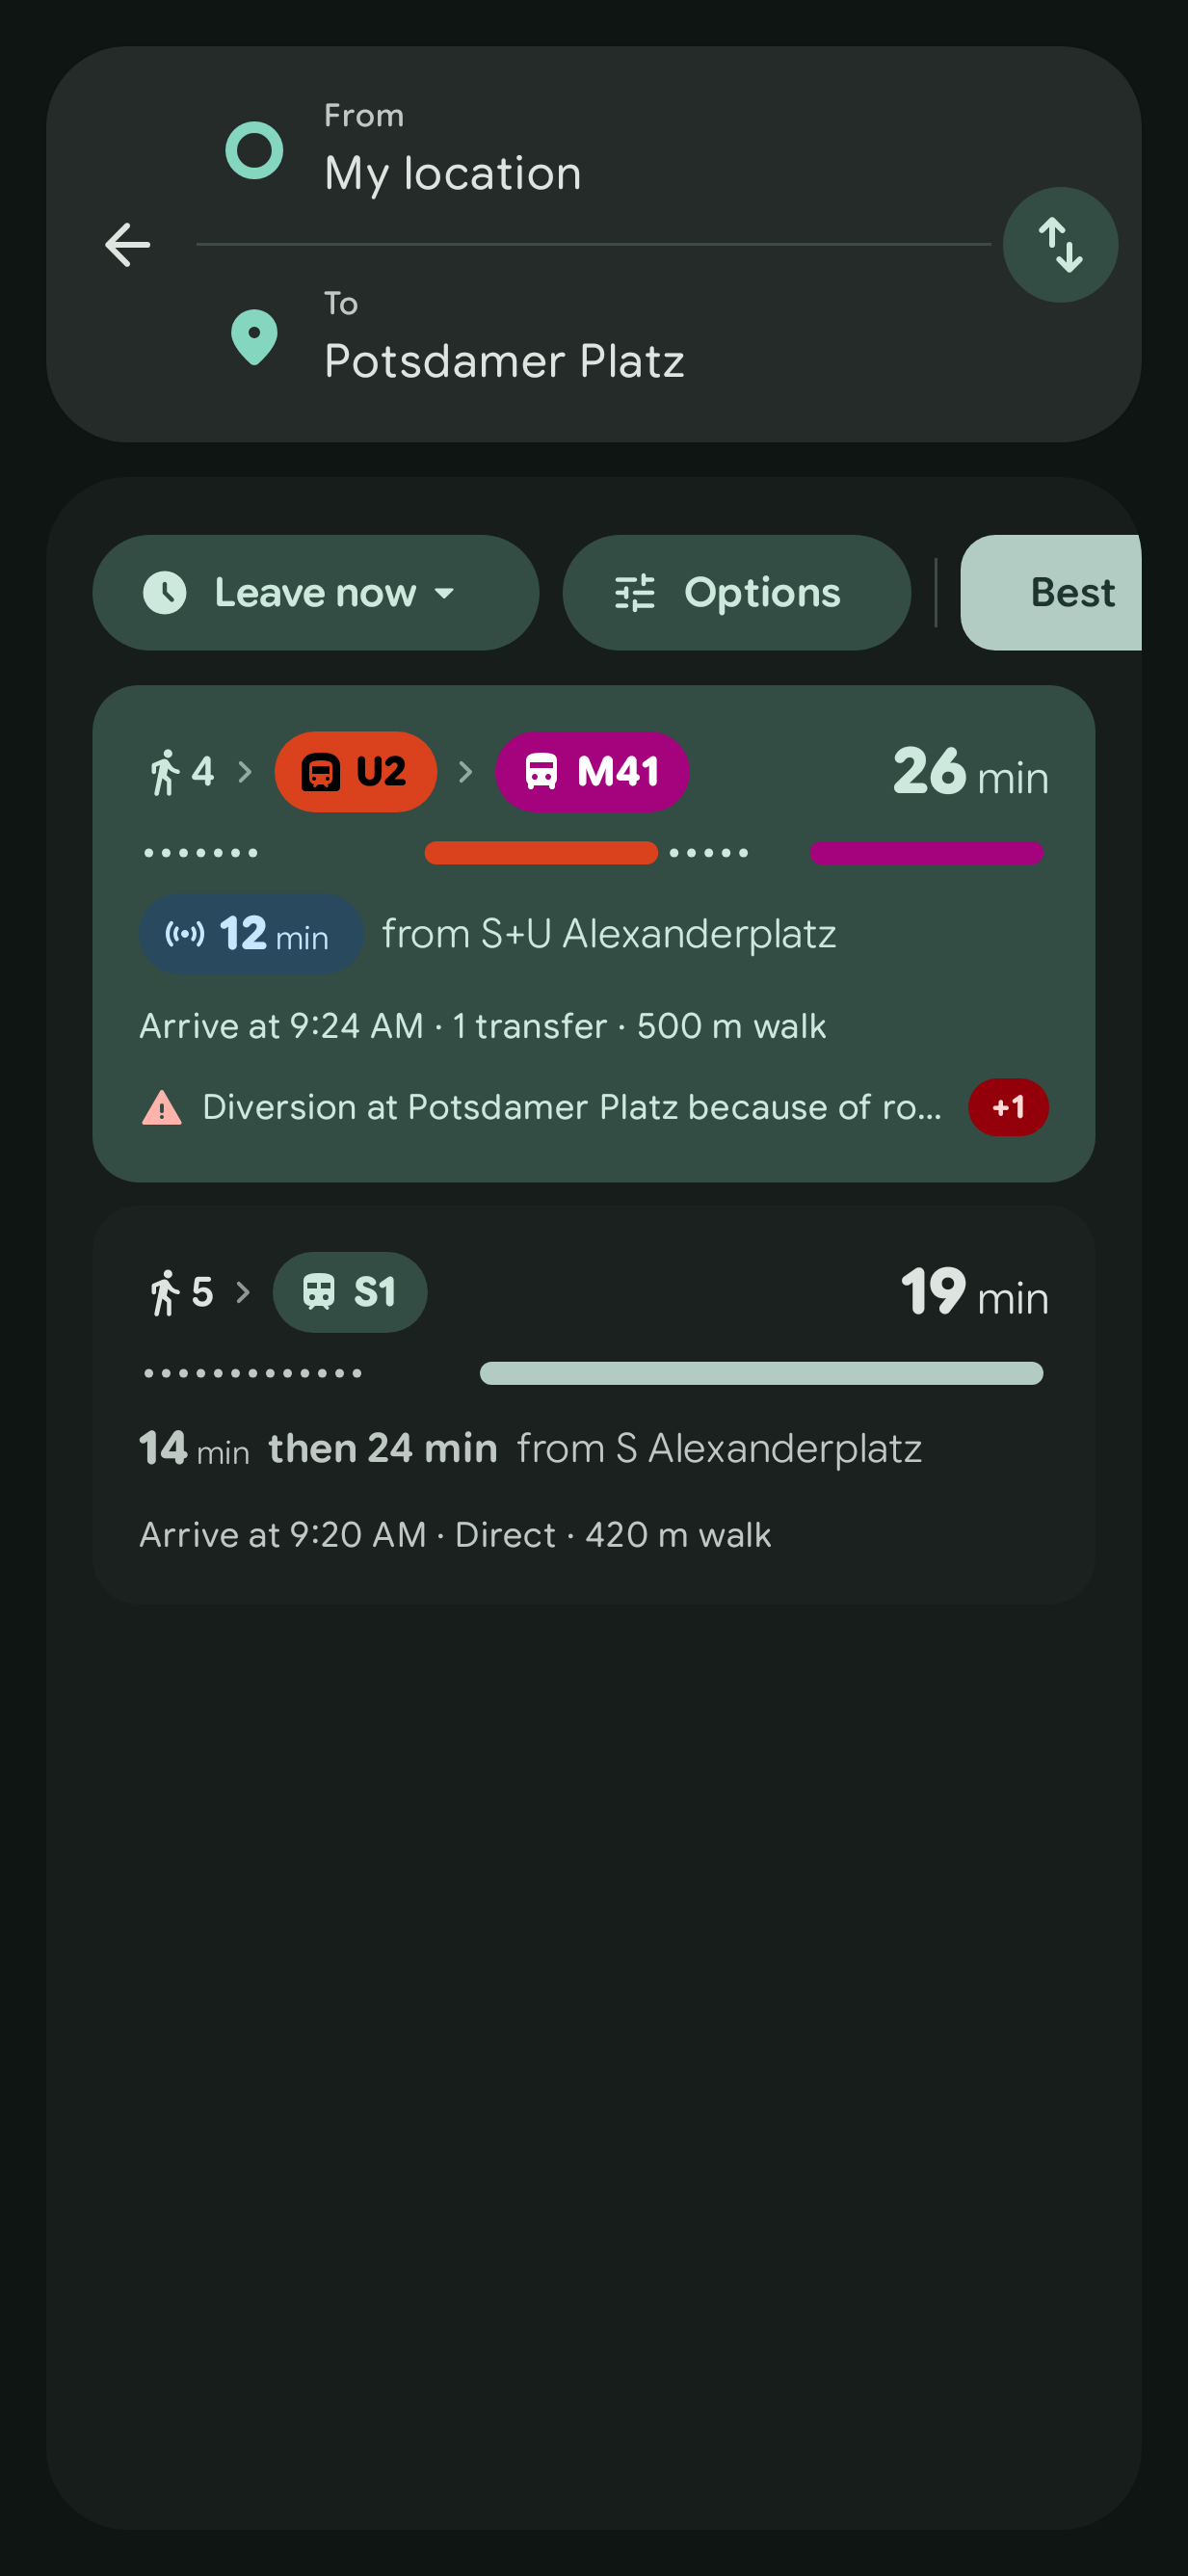 From
My location
To
Potsdamer Platz
Leave now Options Best
4 U2 M41 26 min
12 min from S+U Alexanderplatz
Arrive at 9:24 AM · 1 transfer · 500 m walk
Diversion at Potsdamer Platz because of ro... +1
5 S1 19 min
14 min then 24 min from S Alexanderplatz
Arrive at 9:20 AM · Direct · 420 m walk